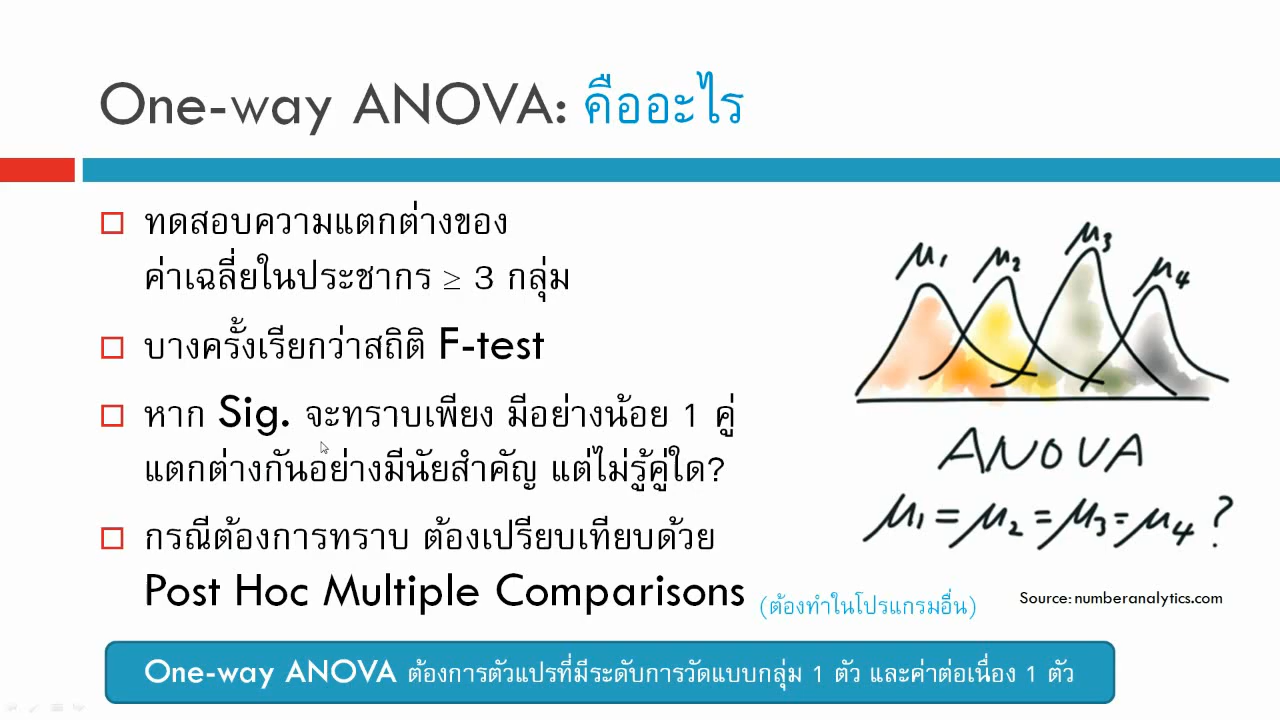 One-way ANOVA: คืออะไร
ทดสอบความแตกต่างของ
ค่าเฉลี่ยในประชากร ≥ 3 กลุ่ม
บางครั้งเรียกว่าสถิติ F-test
หาก Sig. จะทราบเพียง มีอย่างน้อย 1 คู่
แตกต่างกันอย่างมีนัยสำคัญ แต่ไม่รู้คู่ใด?
กรณีต้องการทราบ ต้องเปรียบเทียบด้วย
Post Hoc Multiple Comparisons (ต้องทำในโปรแกรมอื่น)
μ1 μ2 μ3 μ4
ANOVA
μ1 = μ2 = μ3 = μ4 ?
Source: numberanalytics.com
One-way ANOVA ต้องการตัวแปรที่มีระดับการวัดแบบกลุ่ม 1 ตัว และค่าต่อเนื่อง 1 ตัว